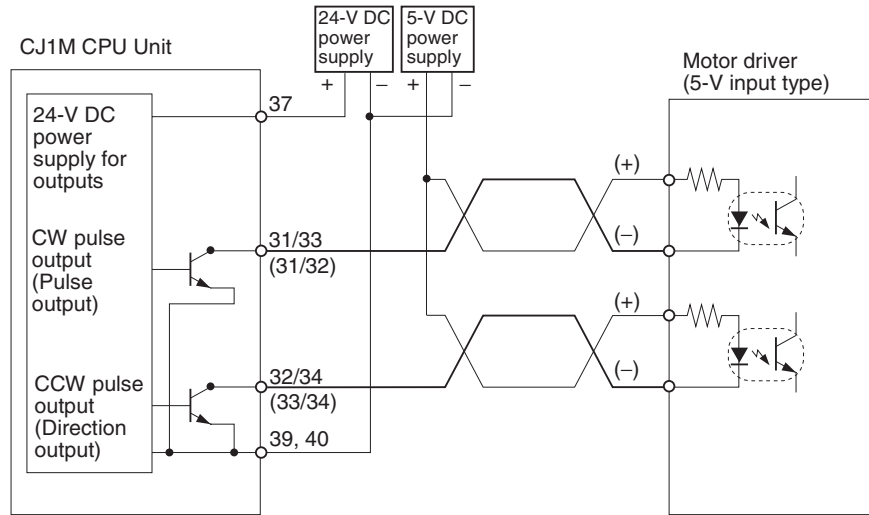 CJ1M CPU Unit
24-V DC
power
supply
+ −
5-V DC
power
supply
+ −
Motor driver
(5-V input type)
24-V DC
power
supply for
outputs
37
CW pulse
output
(Pulse
output)
31/33
(31/32)
(+)
(−)
CCW pulse
output
(Direction
output)
32/34
(33/34)
(+)
(−)
39, 40